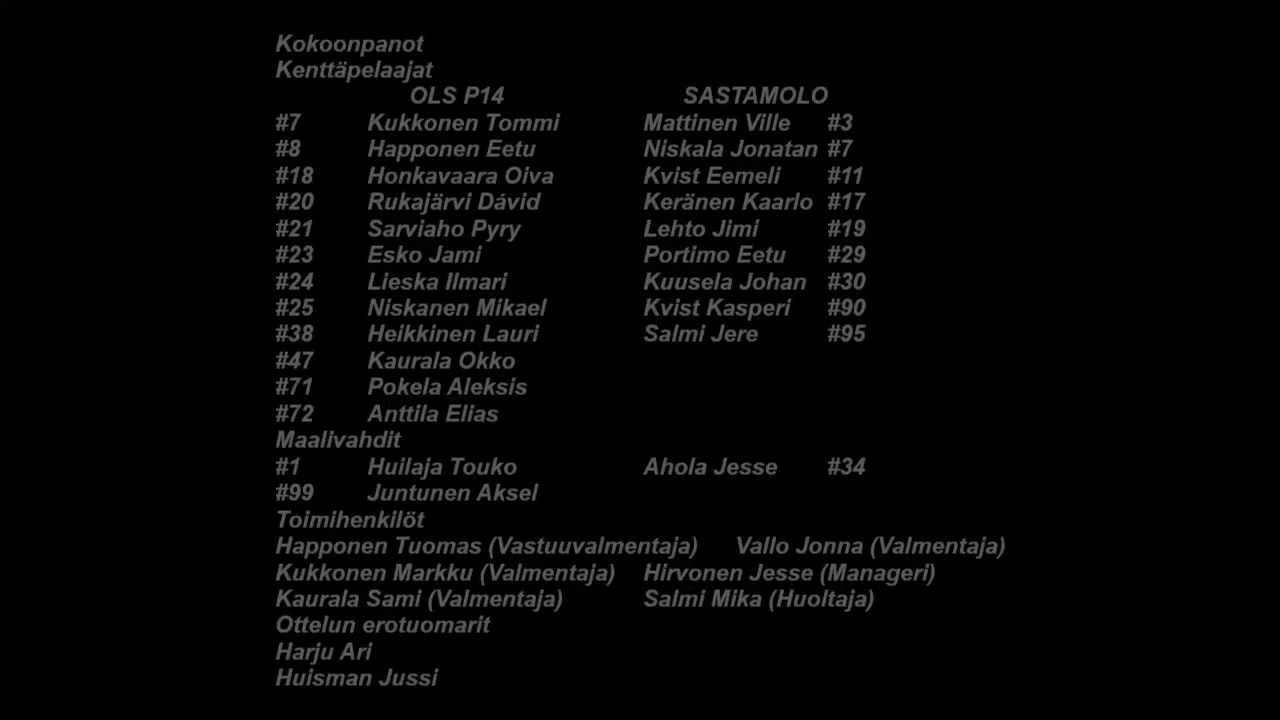 Kokoonpanot
Kenttäpelaajat
OLS P14 SASTAMOLO
#7 Kukkonen Tommi Mattinen Ville #3
#8 Happonen Eetu Niskala Jonatan #7
#18 Honkavaara Oiva Kvist Eemeli #11
#20 Rukajärvi Dávid Keränen Kaarlo #17
#21 Sarviaho Pyry Lehto Jimi #19
#23 Esko Jami Portimo Eetu #29
#24 Lieska Ilmari Kuusela Johan #30
#25 Niskanen Mikael Kvist Kasperi #90
#38 Heikkinen Lauri Salmi Jere #95
#47 Kaurala Okko
#71 Pokela Aleksis
#72 Anttila Elias
Maalivahdit
#1 Huilaja Touko Ahola Jesse #34
#99 Juntunen Aksel
Toimihenkilöt
Happonen Tuomas (Vastuuvalmentaja) Vallo Jonna (Valmentaja)
Kukkonen Markku (Valmentaja) Hirvonen Jesse (Manageri)
Kaurala Sami (Valmentaja) Salmi Mika (Huoltaja)
Ottelun erotuomarit
Harju Ari
Huisman Jussi